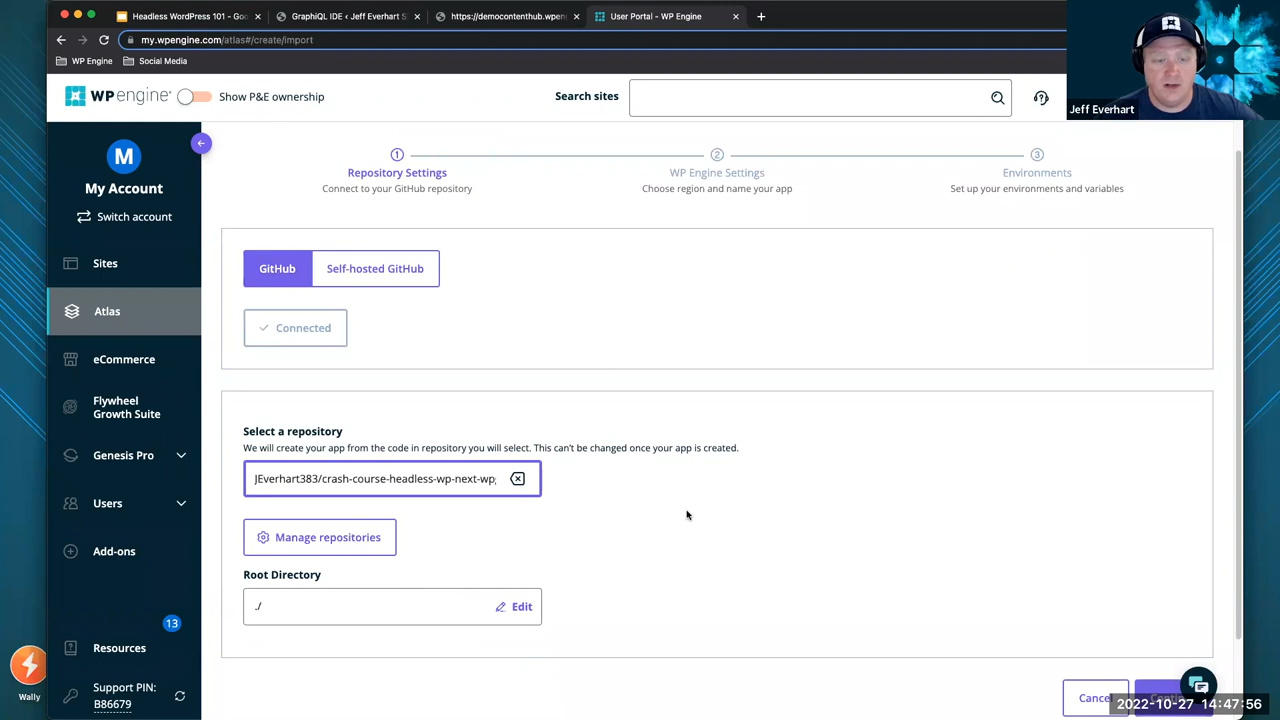 Headless WordPress 101 - Goo
GraphiQL IDE ‹ Jeff Everhart S
https://democontenthub.wpen
User Portal - WP Engine
my.wpengine.com/atlas#/create/import
WP Engine
Social Media
Jeff Everhart
WPengine
Show P&E ownership
Search sites
M
My Account
Switch account
Sites
Atlas
eCommerce
Flywheel
Growth Suite
Genesis Pro
Users
Add-ons
13
Resources
Support PIN:
B86679
Wally
1
Repository Settings
Connect to your GitHub repository
2
WP Engine Settings
Choose region and name your app
3
Environments
Set up your environments and variables
GitHub
Self-hosted GitHub
Connected
Select a repository
We will create your app from the code in repository you will select. This can't be changed once your app is created.
JEverhart383/crash-course-headless-wp-next-wp
Manage repositories
Root Directory
./
Edit
Cance
2022-10-27 14:47:56